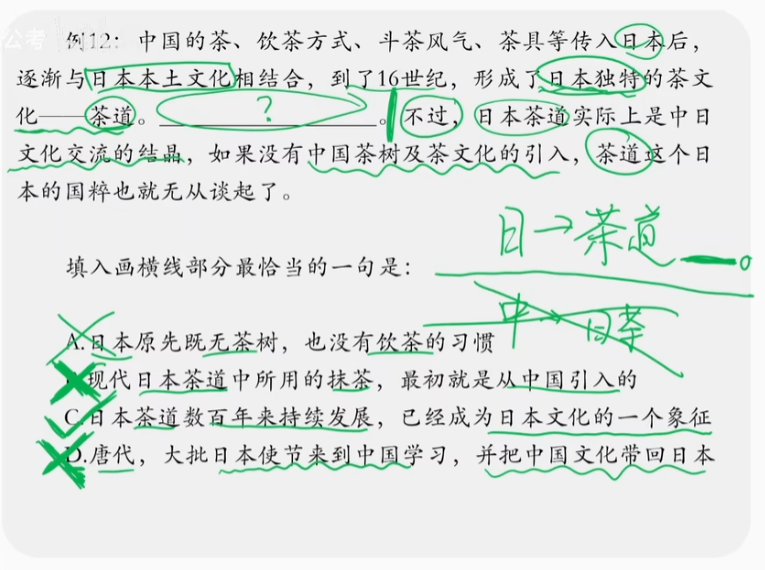 公考
例12：中国的茶、饮茶方式、斗茶风气、茶具等传入日本后，
逐渐与日本本土文化相结合，到了16世纪，形成了日本独特的茶文
化——茶道。____________________。不过，日本茶道实际上是中日
？
文化交流的结晶，如果没有中国茶树及茶文化的引入，茶道这个日
本的国粹也就无从谈起了。
日→茶道__。
填入画横线部分最恰当的一句是：
中→日茶
A.日本原先既无茶树，也没有饮茶的习惯
现代日本茶道中所用的抹茶，最初就是从中国引入的
C.日本茶道数百年来持续发展，已经成为日本文化的一个象征
D.唐代，大批日本使节来到中国学习，并把中国文化带回日本